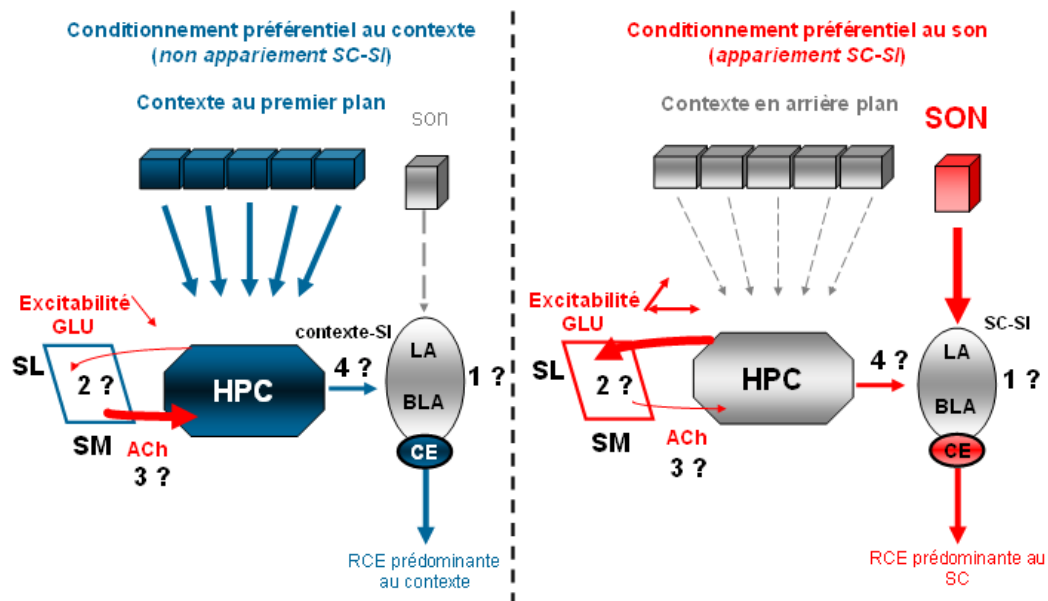 Conditionnement préférentiel au contexte
(non appariement SC-SI)
Contexte au premier plan
son
Excitabilité
GLU
contexte-SI
SL
2 ?
HPC
4 ?
LA
1 ?
BLA
SM
ACh
3 ?
CE
RCE prédominante
au contexte
Conditionnement préférentiel au son
(appariement SC-SI)
Contexte en arrière plan
SON
Excitabilité
GLU
SC-SI
SL
2 ?
HPC
4 ?
LA
1 ?
BLA
SM
ACh
3 ?
CE
RCE prédominante au
SC